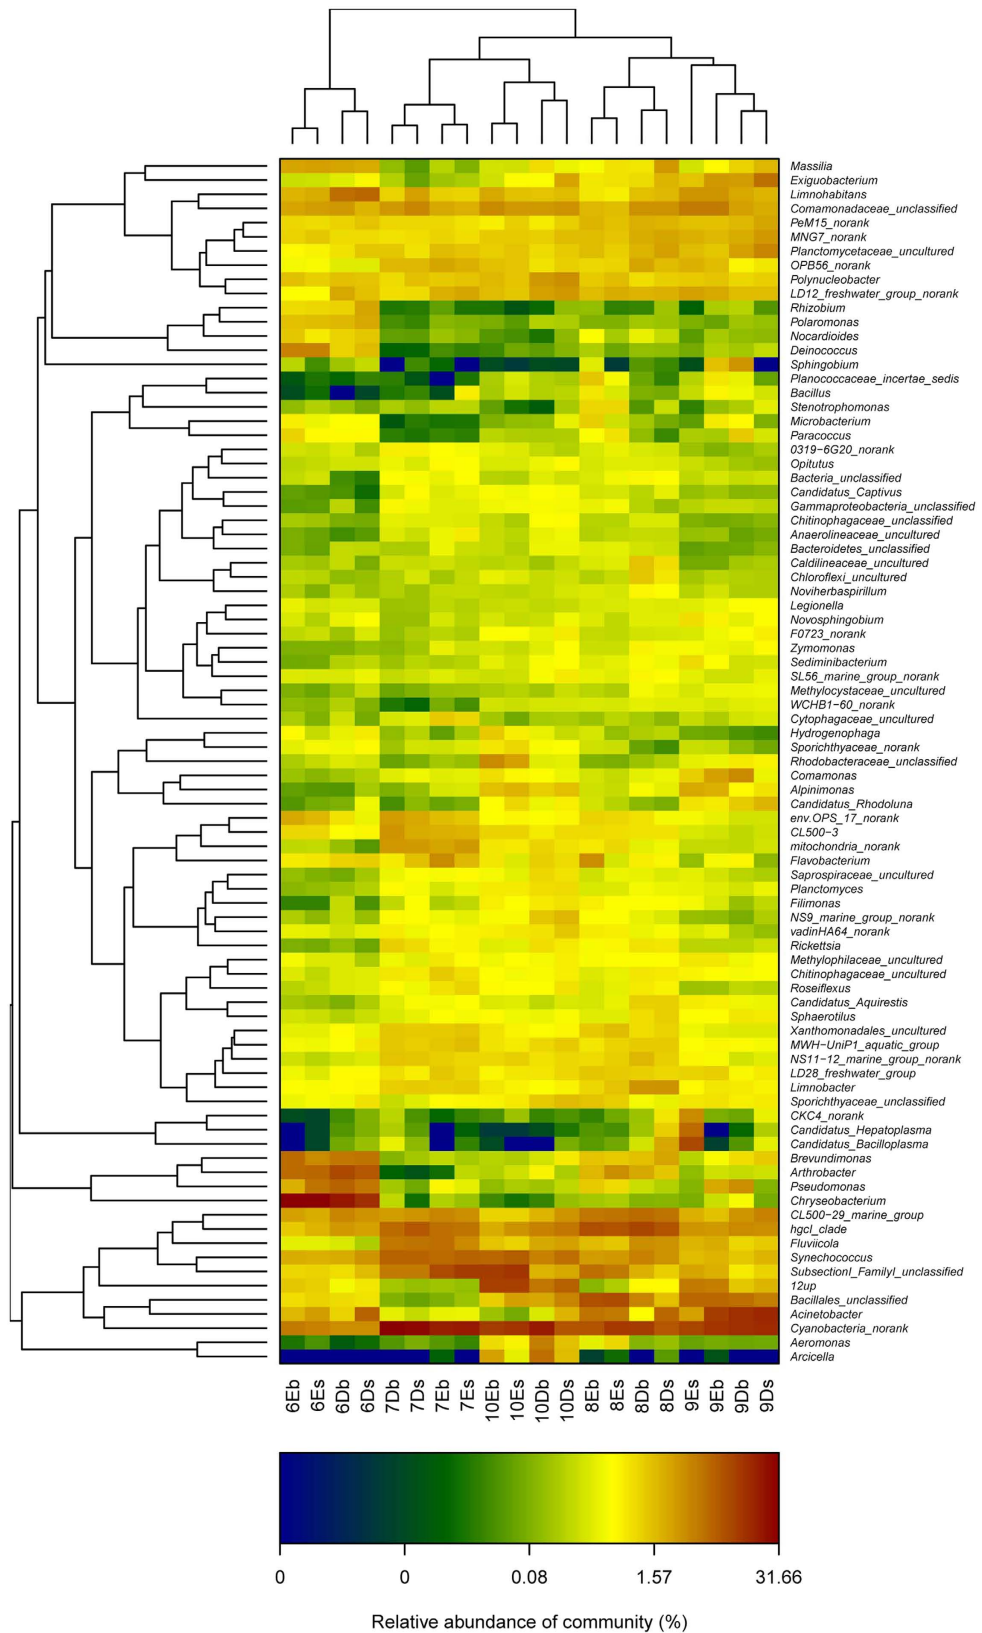 Massilia
Exiguobacterium
Limnohabitans
Comamonadaceae_unclassified
PeM15_norank
MNG7_norank
Planctomycetaceae_uncultured
OPB56_norank
Polynucleobacter
LD12_freshwater_group_norank
Rhizobium
Polaromonas
Nocardioides
Deinococcus
Sphingobium
Planococcaceae_incertae_sedis
Bacillus
Stenotrophomonas
Microbacterium
Paracoccus
0319−6G20_norank
Opitutus
Bacteria_unclassified
Candidatus_Captivus
Gammaproteobacteria_unclassified
Chitinophagaceae_unclassified
Anaerolineaceae_uncultured
Bacteroidetes_unclassified
Caldilineaceae_uncultured
Chloroflexi_uncultured
Noviherbaspirillum
Legionella
Novosphingobium
F0723_norank
Zymomonas
Sediminibacterium
SL56_marine_group_norank
Methylocystaceae_uncultured
WCHB1−60_norank
Cytophagaceae_uncultured
Hydrogenophaga
Sporichthyaceae_norank
Rhodobacteraceae_unclassified
Comamonas
Alpinimonas
Candidatus_Rhodoluna
env.OPS_17_norank
CL500−3
mitochondria_norank
Flavobacterium
Saprospiraceae_uncultured
Planctomyces
Filimonas
NS9_marine_group_norank
vadinHA64_norank
Rickettsia
Methylophilaceae_uncultured
Chitinophagaceae_uncultured
Roseiflexus
Candidatus_Aquirestis
Sphaerotilus
Xanthomonadales_uncultured
MWH−UniP1_aquatic_group
NS11−12_marine_group_norank
LD28_freshwater_group
Limnobacter
Sporichthyaceae_unclassified
CKC4_norank
Candidatus_Hepatoplasma
Candidatus_Bacilloplasma
Brevundimonas
Arthrobacter
Pseudomonas
Chryseobacterium
CL500−29_marine_group
hgcI_clade
Fluviicola
Synechococcus
SubsectionI_FamilyI_unclassified
12up
Bacillales_unclassified
Acinetobacter
Cyanobacteria_norank
Aeromonas
Arcicella
6Eb 6Es 6Db 6Ds 7Db 7Ds 7Eb 7Es 10Eb 10Es 10Db 10Ds 8Eb 8Es 8Db 8Ds 9Es 9Eb 9Db 9Ds
0 0 0.08 1.57 31.66
Relative abundance of community (%)